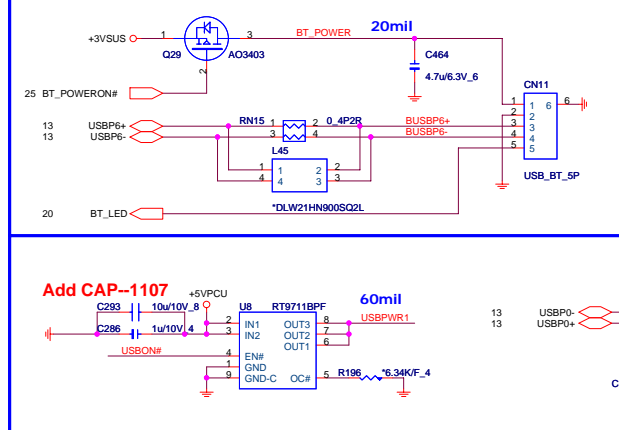 20mil
+3VSUS 1 3 BT_POWER
Q29 AO3403 C464
2 4.7u/6.3V_6
CN11
25 BT_POWERON#
1 1 6 6
2 2
13 USBP6+ RN15 1 2 0_4P2R BUSBP6+ 3 3
13 USBP6- 3 4 BUSBP6- 4 4
5 5
L45
1 1 2 2
4 4 3 3
USB_BT_5P
*DLW21HN900SQ2L
20 BT_LED
Add CAP--1107
+5VPCU
C293 10u/10V_8 U8 RT9711BPF 60mil
2 IN1 OUT3 8 USBPWR1
C286 1u/10V_4 3 IN2 OUT2 7
OUT1 6
USBON# 4 EN#
1 GND
9 GND-C OC# 5 R196 *6.34K/F_4
13 USBP0-
13 USBP0+
C